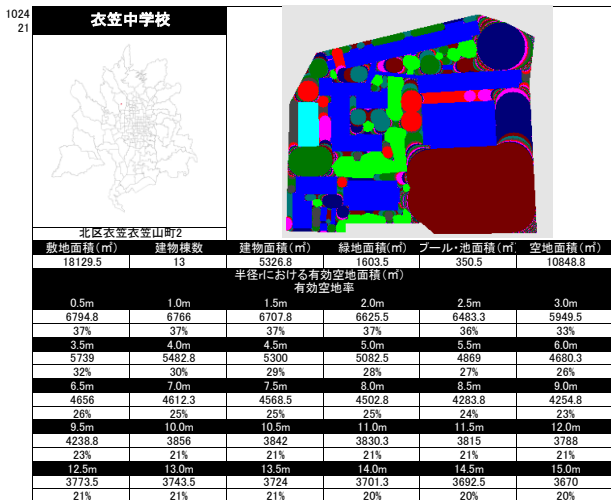 1024
21
衣笠中学校
北区衣笠衣笠山町2
敷地面積(㎡) 建物棟数 建物面積(㎡) 緑地面積(㎡) プール・池面積(㎡ 空地面積(㎡)
18129.5 13 5326.8 1603.5 350.5 10848.8
半径rにおける有効空地面積(㎡)
有効空地率
0.5m 1.0m 1.5m 2.0m 2.5m 3.0m
6794.8 6766 6707.8 6625.5 6483.3 5949.5
37% 37% 37% 37% 36% 33%
3.5m 4.0m 4.5m 5.0m 5.5m 6.0m
5739 5482.8 5300 5082.5 4869 4680.3
32% 30% 29% 28% 27% 26%
6.5m 7.0m 7.5m 8.0m 8.5m 9.0m
4656 4612.3 4568.5 4502.8 4283.8 4254.8
26% 25% 25% 25% 24% 23%
9.5m 10.0m 10.5m 11.0m 11.5m 12.0m
4238.8 3856 3842 3830.3 3815 3788
23% 21% 21% 21% 21% 21%
12.5m 13.0m 13.5m 14.0m 14.5m 15.0m
3773.5 3743.5 3724 3701.3 3692.5 3670
21% 21% 21% 20% 20% 20%